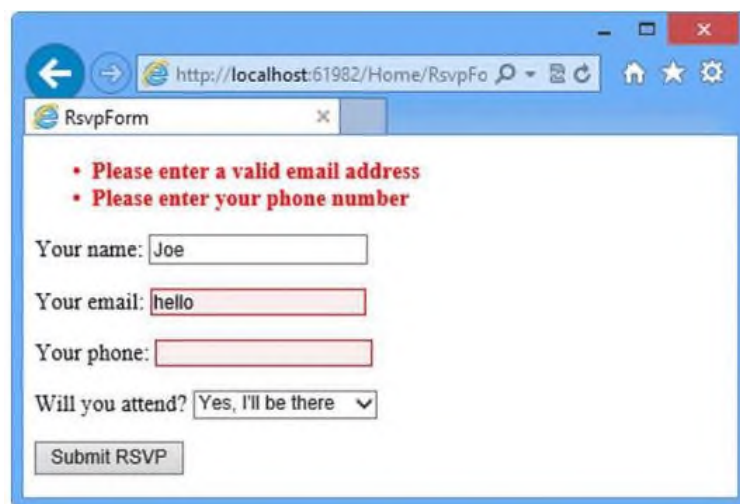 http://localhost:61982/Home/RsvpFo
RsvpForm
• Please enter a valid email address
• Please enter your phone number
Your name: Joe
Your email: hello
Your phone:
Will you attend? Yes, I'll be there
Submit RSVP